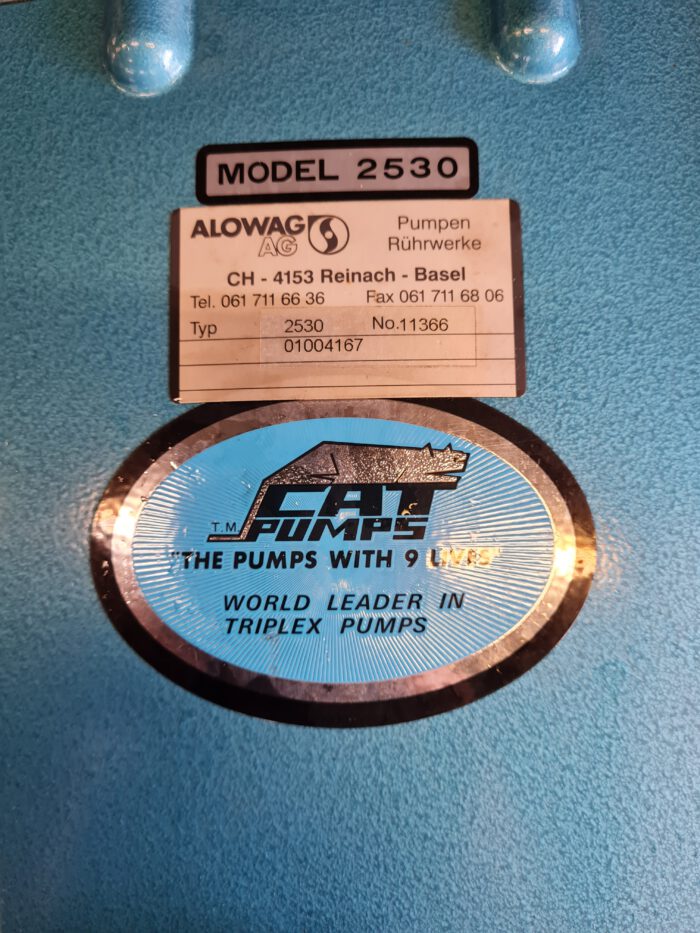 MODEL 2530
ALOWAG AG Pumpen Rührwerke
CH - 4153 Reinach - Basel
Tel. 061 711 66 36 Fax 061 711 68 06
Typ 2530 No. 11366
01004167
CAT
T.M. PUMPS
"THE PUMPS WITH 9 LIVES"
WORLD LEADER IN
TRIPLEX PUMPS